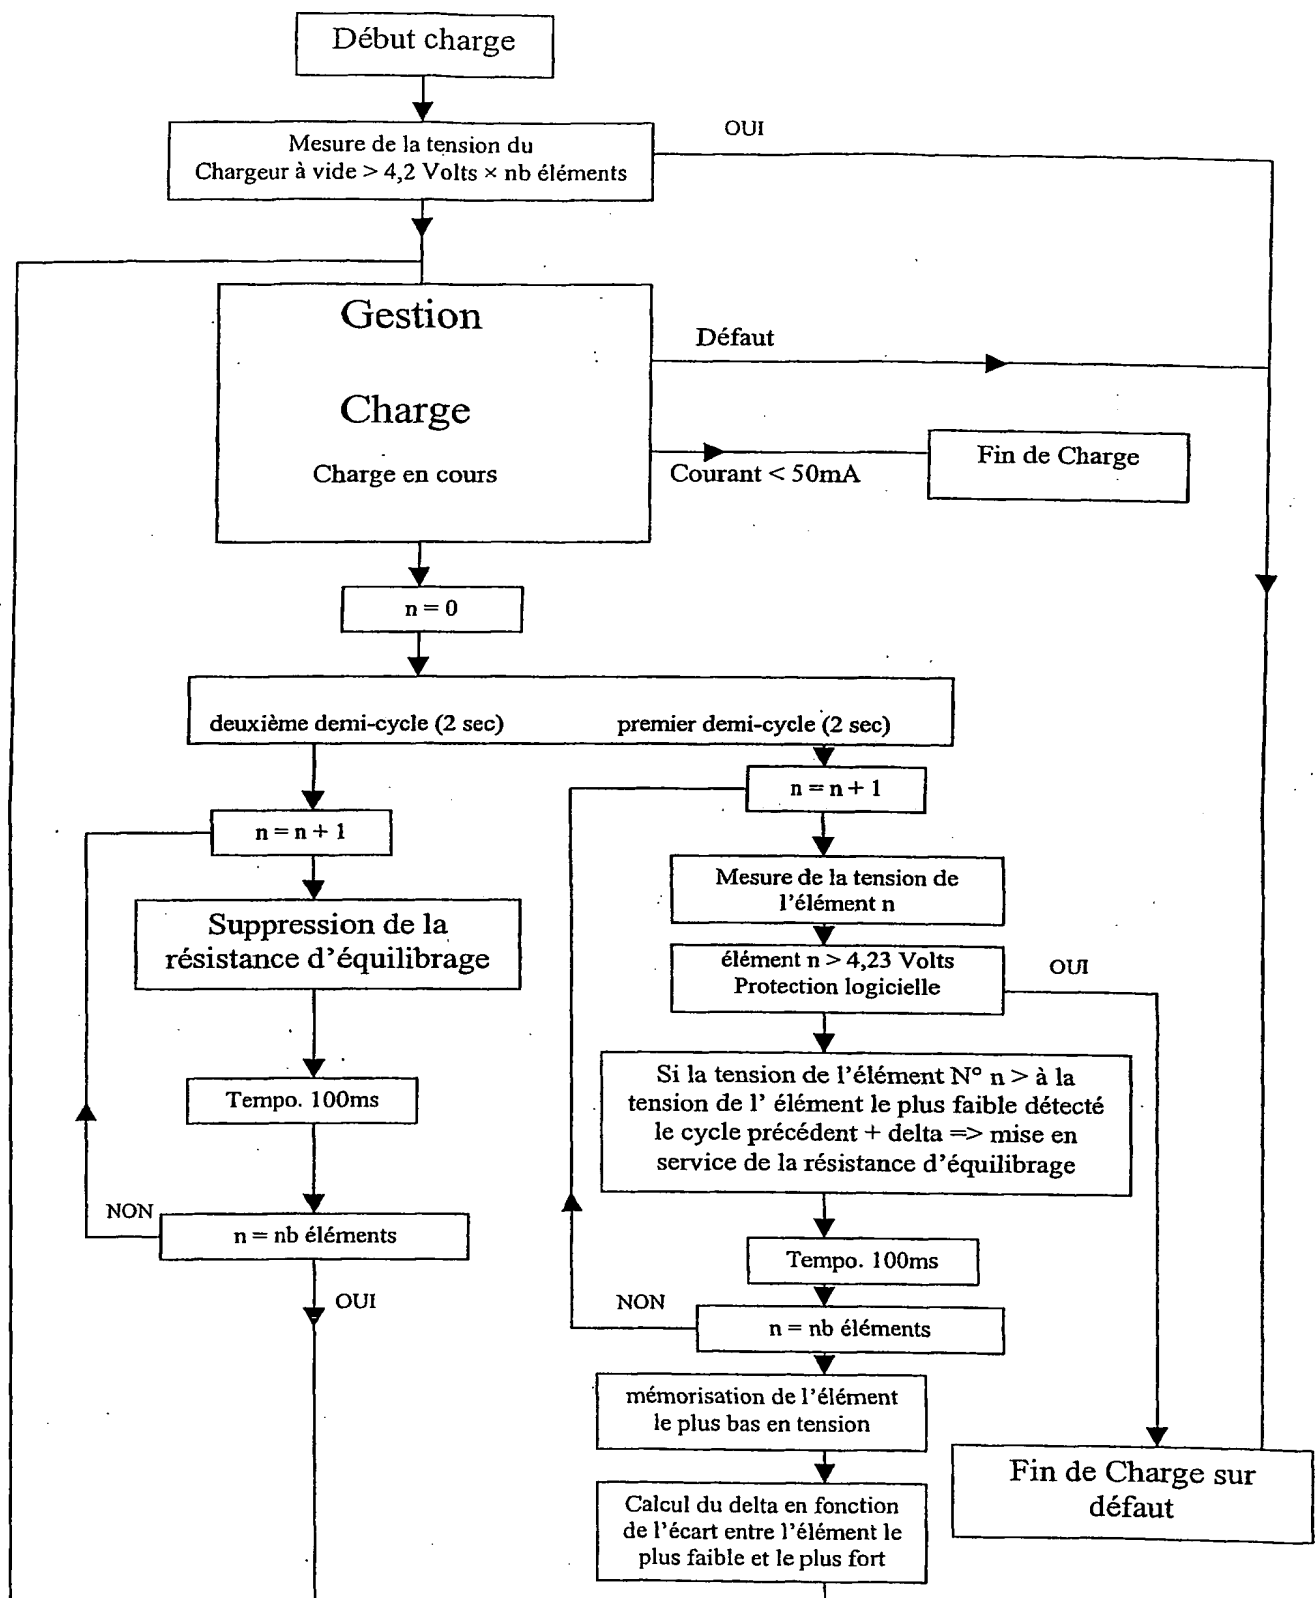 Début charge
Mesure de la tension du
Chargeur à vide > 4,2 Volts × nb éléments
OUI
Gestion
Charge
Charge en cours
Défaut
Courant < 50mA
Fin de Charge
n = 0
deuxième demi-cycle (2 sec)
premier demi-cycle (2 sec)
n = n + 1
Suppression de la
résistance d'équilibrage
Tempo. 100ms
NON
n = nb éléments
OUI
n = n + 1
Mesure de la tension de
l'élément n
élément n > 4,23 Volts
Protection logicielle
OUI
Si la tension de l'élément N° n > à la
tension de l' élément le plus faible détecté
le cycle précédent + delta => mise en
service de la résistance d'équilibrage
Tempo. 100ms
NON
n = nb éléments
mémorisation de l'élément
le plus bas en tension
Calcul du delta en fonction
de l'écart entre l'élément le
plus faible et le plus fort
Fin de Charge sur
défaut